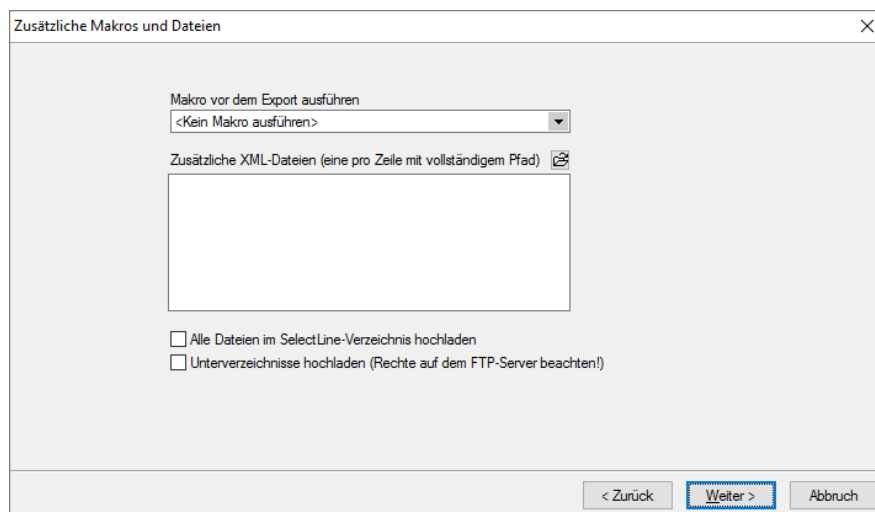 Zusätzliche Makros und Dateien
Makro vor dem Export ausführen
<Kein Makro ausführen>
Zusätzliche XML-Dateien (eine pro Zeile mit vollständigem Pfad)
Alle Dateien im SelectLine-Verzeichnis hochladen
Unterverzeichnisse hochladen (Rechte auf dem FTP-Server beachten!)
< Zurück
Weiter >
Abbruch